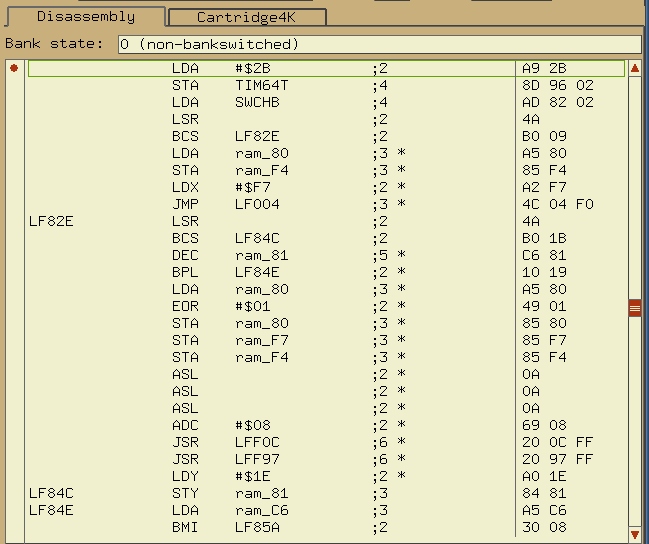 Disassembly Cartridge4K
Bank state: 0 (non-bankswitched)
LDA #$2B ;2 A9 2B
STA TIM64T ;4 8D 96 02
LDA SWCHB ;4 AD 82 02
LSR ;2 4A
BCS LF82E ;2 B0 09
LDA ram_80 ;3 * A5 80
STA ram_F4 ;3 * 85 F4
LDX #$F7 ;2 * A2 F7
JMP LF004 ;3 * 4C 04 F0
LF82E LSR ;2 4A
BCS LF84C ;2 B0 1B
DEC ram_81 ;5 * C6 81
BPL LF84E ;2 * 10 19
LDA ram_80 ;3 * A5 80
EOR #$01 ;2 * 49 01
STA ram_80 ;3 * 85 80
STA ram_F7 ;3 * 85 F7
STA ram_F4 ;3 * 85 F4
ASL ;2 * 0A
ASL ;2 * 0A
ASL ;2 * 0A
ADC #$08 ;2 * 69 08
JSR LFF0C ;6 * 20 0C FF
JSR LFF97 ;6 * 20 97 FF
LDY #$1E ;2 * A0 1E
LF84C STY ram_81 ;3 84 81
LF84E LDA ram_C6 ;3 A5 C6
BMI LF85A ;2 30 08